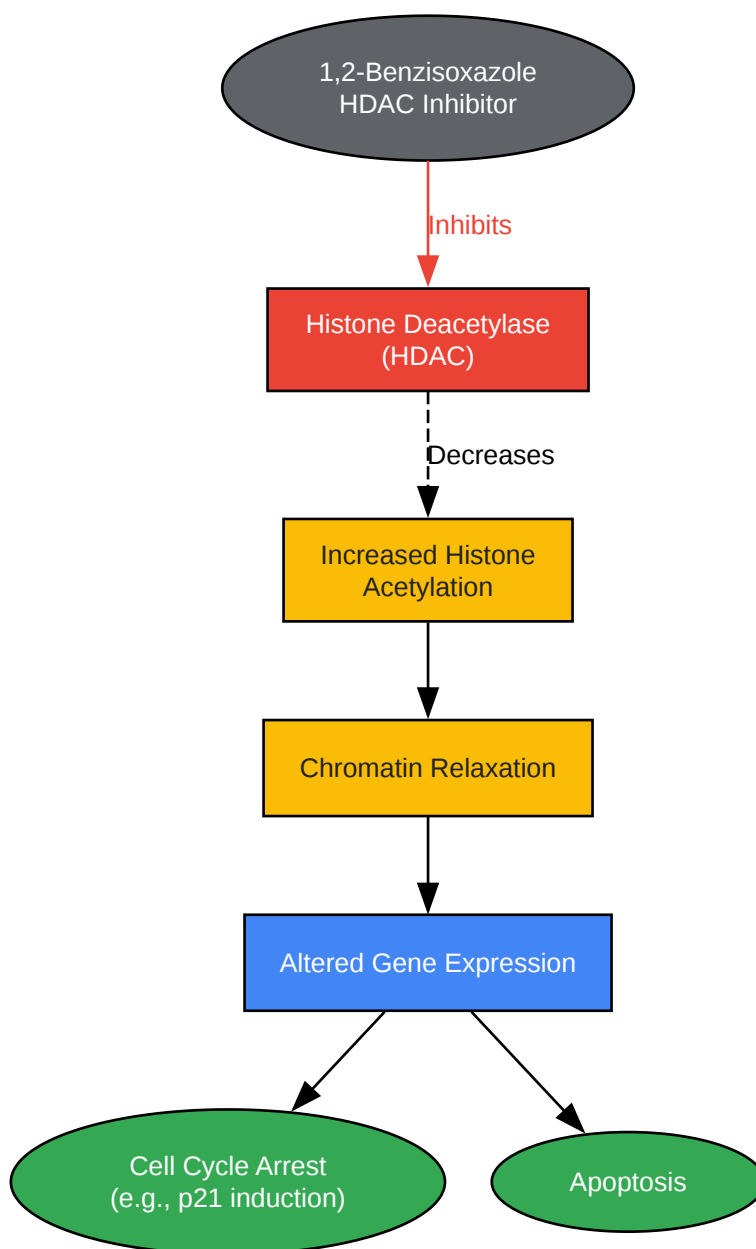 1,2-Benzisoxazole
HDAC Inhibitor
Inhibits
Histone Deacetylase
(HDAC)
Decreases
Increased Histone
Acetylation
Chromatin Relaxation
Altered Gene Expression
Cell Cycle Arrest
(e.g., p21 induction)
Apoptosis